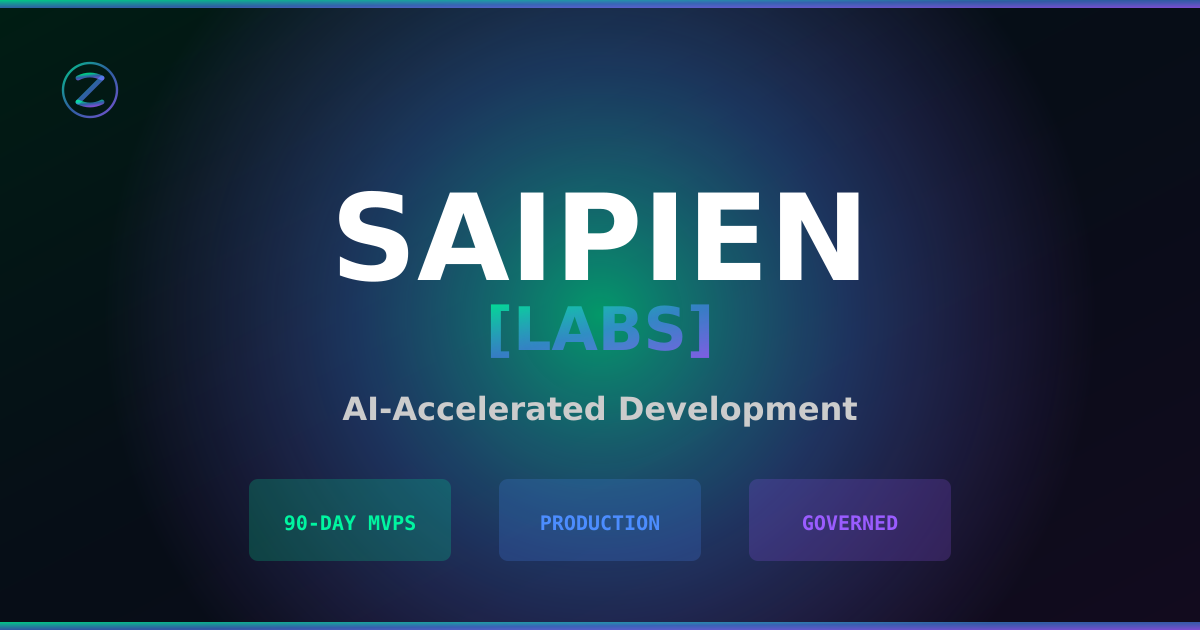 Z
SAIPIEN
[LABS]
AI-Accelerated Development
90-DAY MVPS
PRODUCTION
GOVERNED